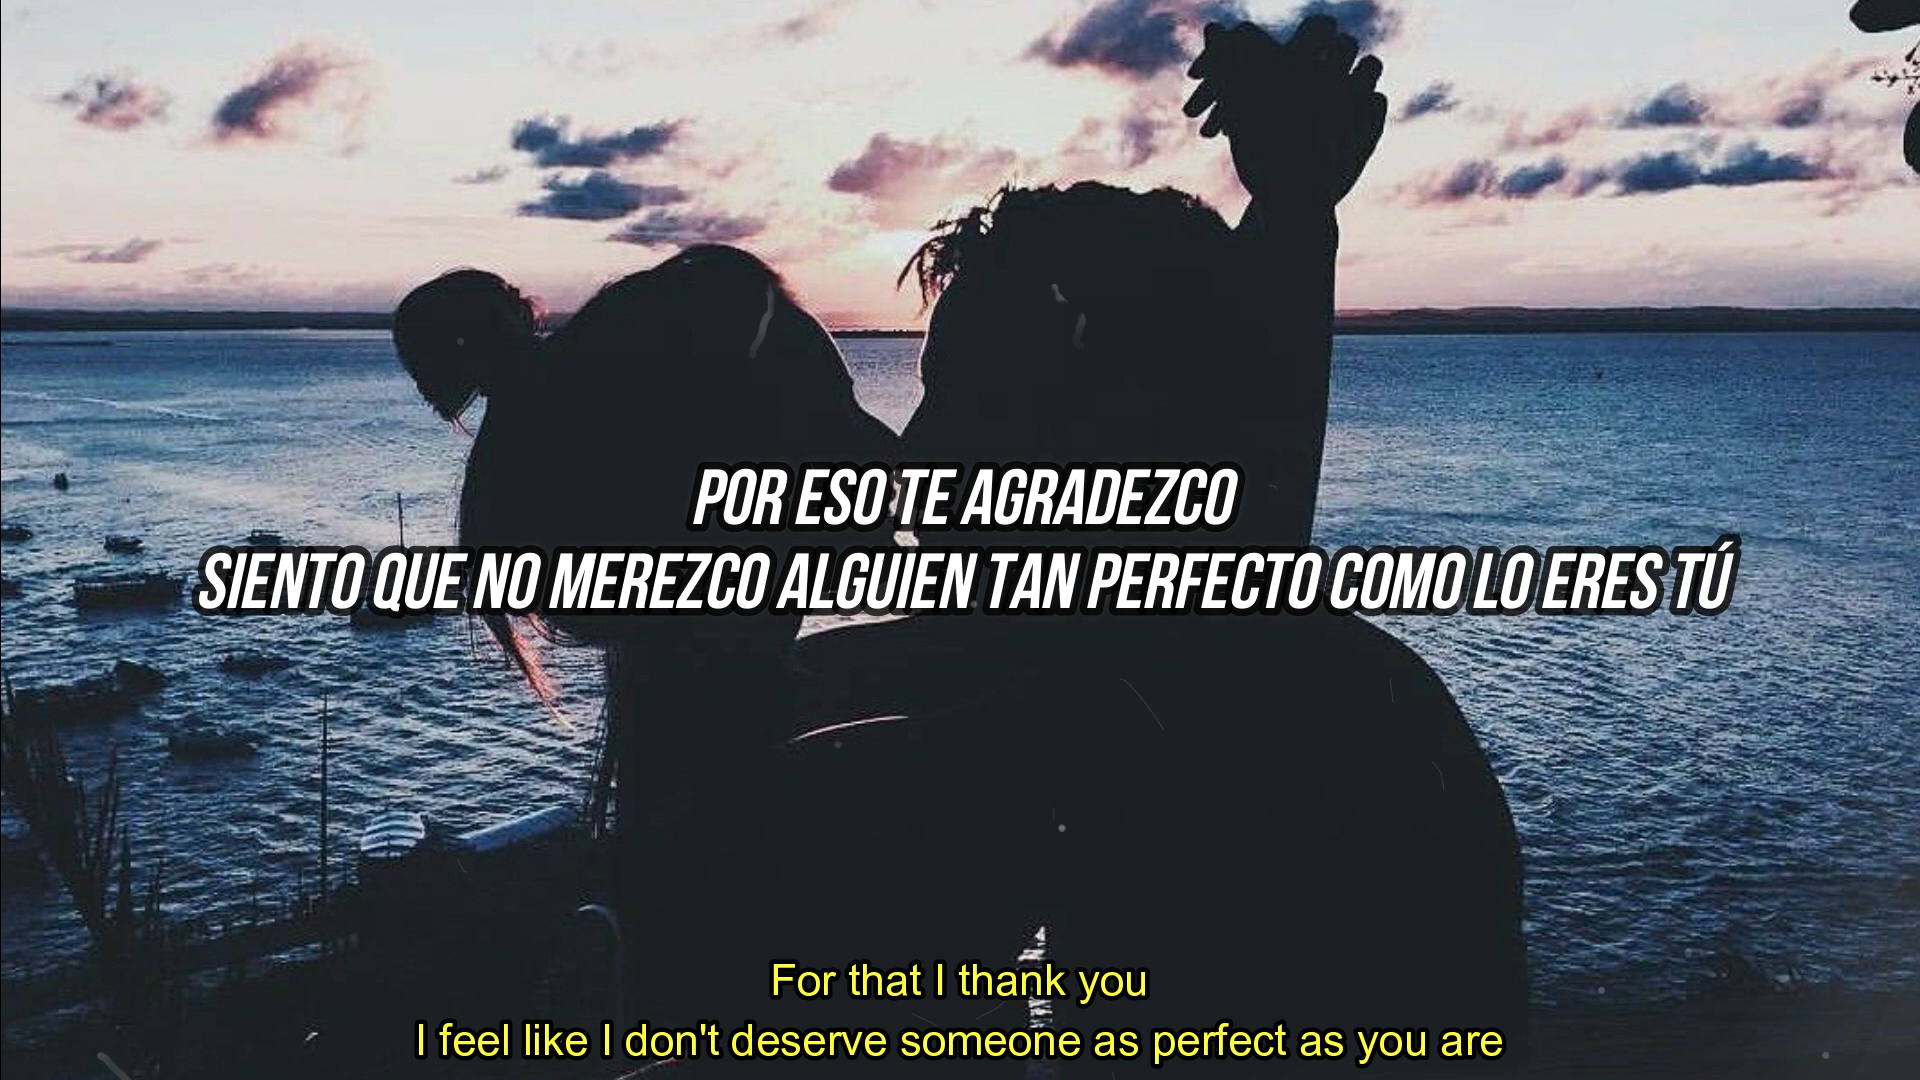 POR ESO TE AGRADEZCO
SIENTO QUE NO MEREZCO ALGUIEN TAN PERFECTO COMO LO ERES TÚ
For that I thank you
I feel like I don't deserve someone as perfect as you are